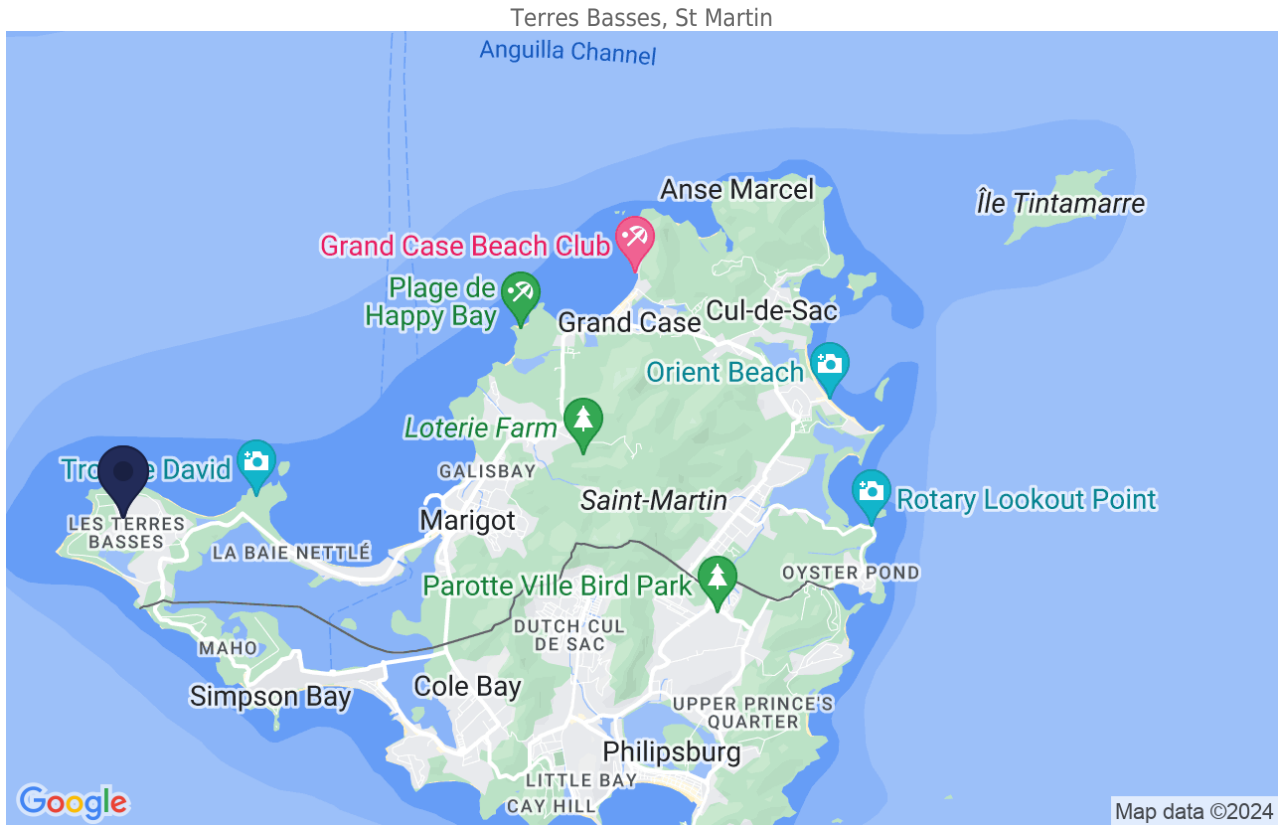 Terres Basses, St Martin
Anguilla Channel
Anse Marcel
Île Tintamarre
Grand Case Beach Club
Plage de
Happy Bay
Grand Case
Cul-de-Sac
Orient Beach
Loterie Farm
GALISBAY
David
Saint-Martin
Rotary Lookout Point
Marigot
LES TERRES
BASSES
LA BAIE NETTLÉ
OYSTER POND
Parotte Ville Bird Park
DUTCH CUL
DE SAC
MAHO
Simpson Bay
Cole Bay
UPPER PRINCE'S
QUARTER
Philipsburg
LITTLE BAY
CAY HILL
Google
Map data ©2024